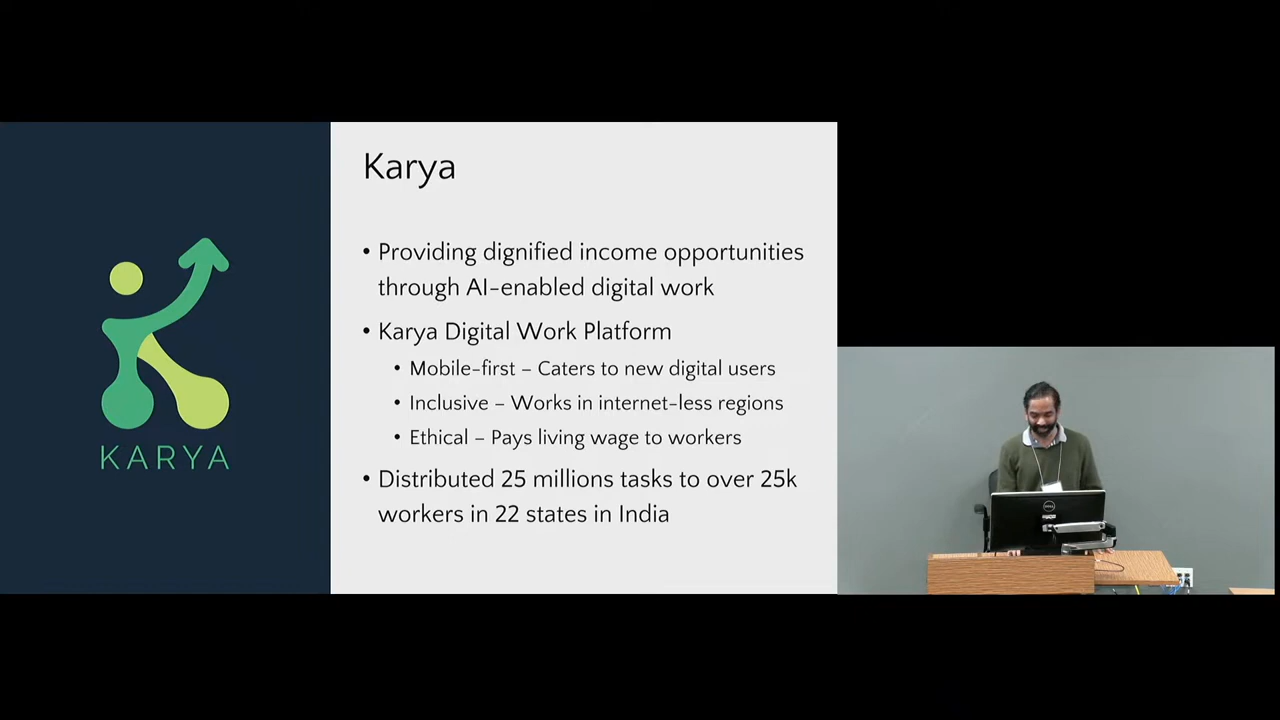 Karya
• Providing dignified income opportunities
through AI-enabled digital work
• Karya Digital Work Platform
• Mobile-first – Caters to new digital users
• Inclusive – Works in internet-less regions
• Ethical – Pays living wage to workers
• Distributed 25 millions tasks to over 25k
workers in 22 states in India
KARYA
DELL